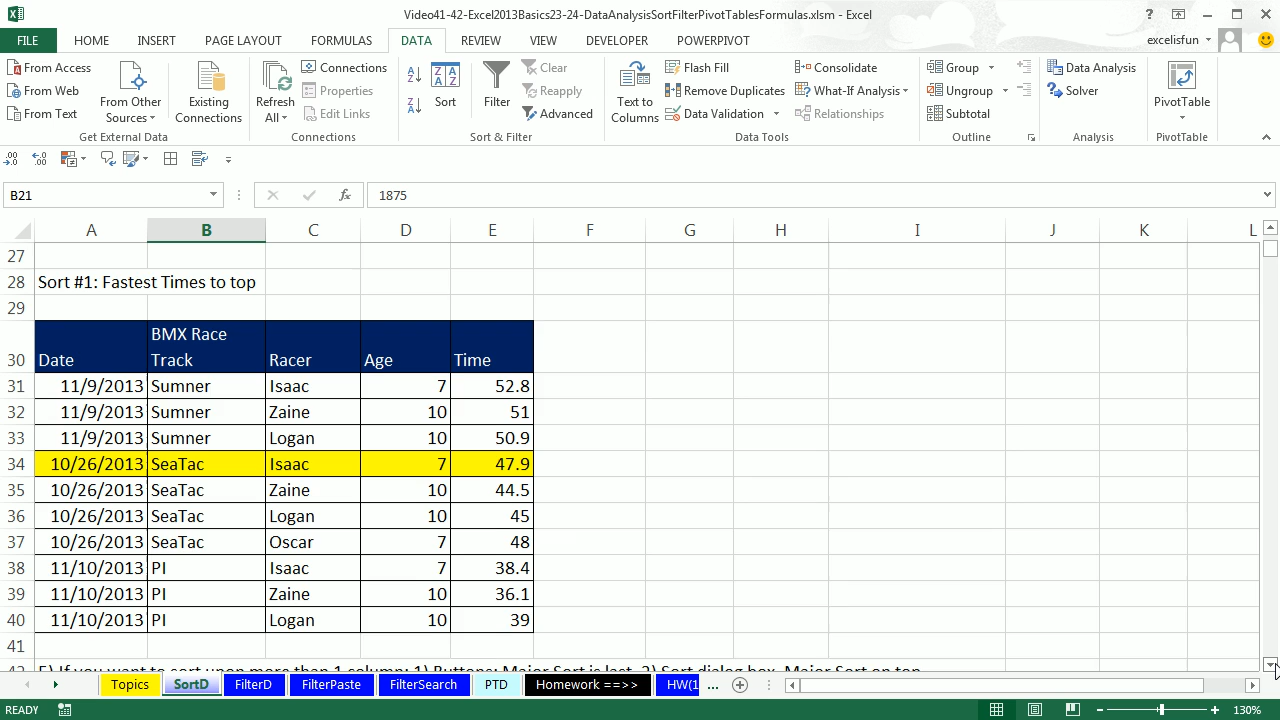 Video41-42-Excel2013Basics23-24-DataAnalysisSortFilterPivotTablesFormulas.xlsm - Excel
FILE HOME INSERT PAGE LAYOUT FORMULAS DATA REVIEW VIEW DEVELOPER POWERPIVOT excelisfun
From Access
From Web
From Text
From Other Sources
Existing Connections
Get External Data
Refresh All
Connections
Properties
Edit Links
Connections
Sort
Filter
Clear
Reapply
Advanced
Sort & Filter
Text to Columns
Flash Fill
Remove Duplicates
Data Validation
Consolidate
What-If Analysis
Relationships
Data Tools
Group
Ungroup
Subtotal
Outline
Data Analysis
Solver
Analysis
PivotTable
PivotTable
B21 fx 1875
A B C D E F G H I J K L
27
28 Sort #1: Fastest Times to top
29
30 Date BMX Race Track Racer Age Time
31 11/9/2013 Sumner Isaac 7 52.8
32 11/9/2013 Sumner Zaine 10 51
33 11/9/2013 Sumner Logan 10 50.9
34 10/26/2013 SeaTac Isaac 7 47.9
35 10/26/2013 SeaTac Zaine 10 44.5
36 10/26/2013 SeaTac Logan 10 45
37 10/26/2013 SeaTac Oscar 7 48
38 11/10/2013 PI Isaac 7 38.4
39 11/10/2013 PI Zaine 10 36.1
40 11/10/2013 PI Logan 10 39
41
42 5) If you want to sort upon more than 1 column: 1) Buttons: Major Sort is last, 2) Sort dialog box, Major Sort on top
Topics SortD FilterD FilterPaste FilterSearch PTD Homework ==>> HW(1 ...
READY 130%